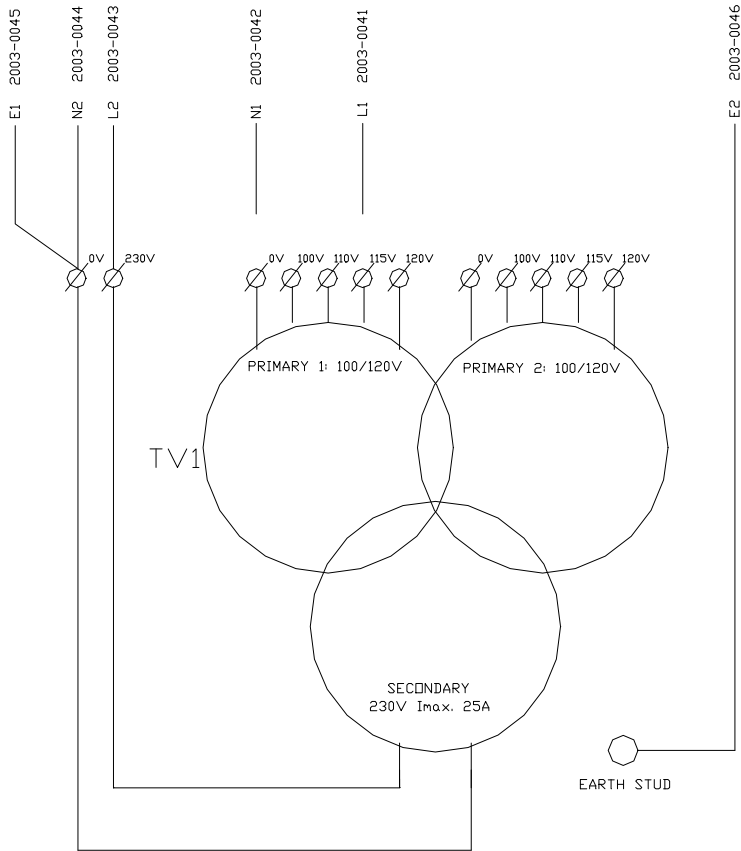 E1 2003-0045
N2 2003-0044
L2 2003-0043
N1 2003-0042
L1 2003-0041
E2 2003-0046
0V 230V
0V 100V 110V 115V 120V
0V 100V 110V 115V 120V
PRIMARY 1: 100/120V
PRIMARY 2: 100/120V
TV1
SECONDARY
230V Imax. 25A
EARTH STUD